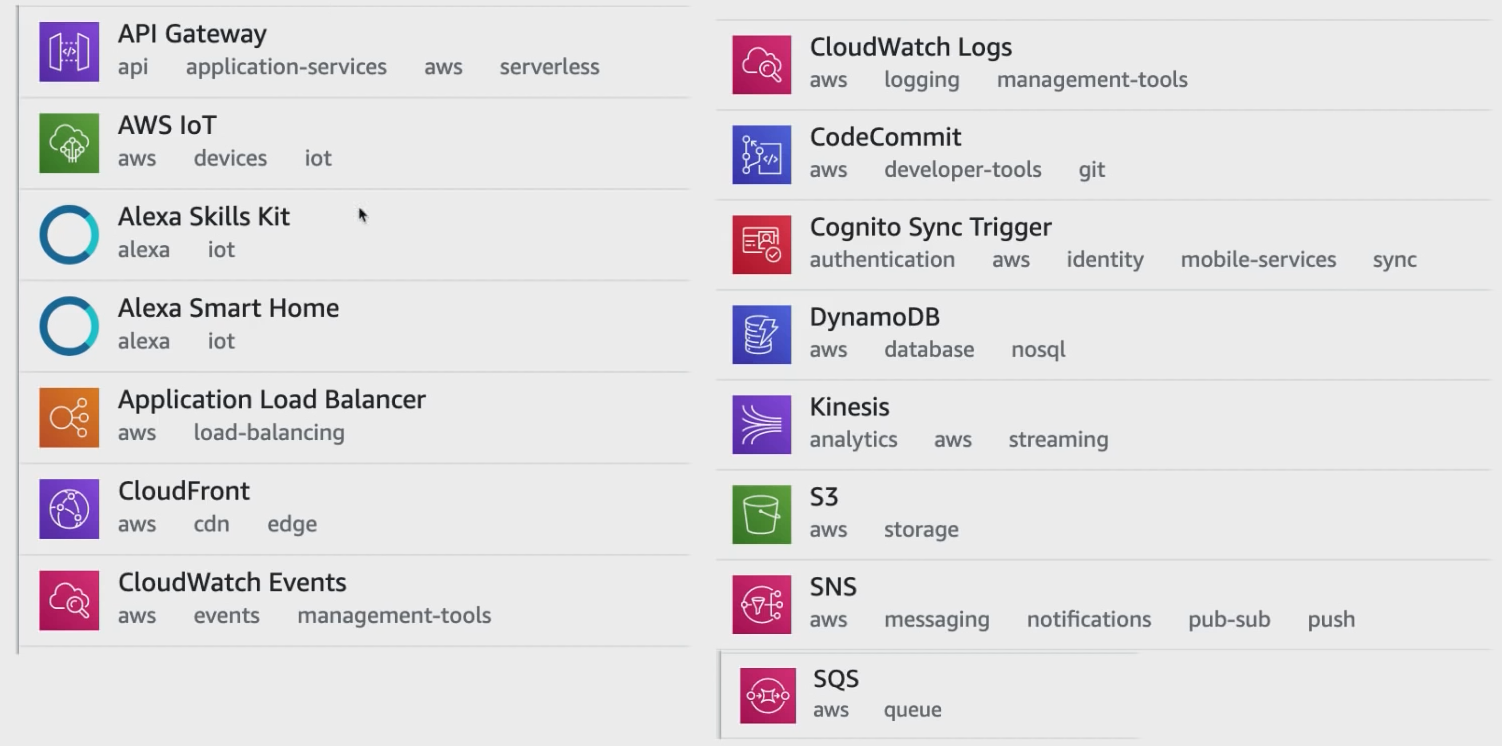 API Gateway
api application-services aws serverless
AWS IoT
aws devices iot
Alexa Skills Kit
alexa iot
Alexa Smart Home
alexa iot
Application Load Balancer
aws load-balancing
CloudFront
aws cdn edge
CloudWatch Events
aws events management-tools
CloudWatch Logs
aws logging management-tools
CodeCommit
aws developer-tools git
Cognito Sync Trigger
authentication aws identity mobile-services sync
DynamoDB
aws database nosql
Kinesis
analytics aws streaming
S3
aws storage
SNS
aws messaging notifications pub-sub push
SQS
aws queue